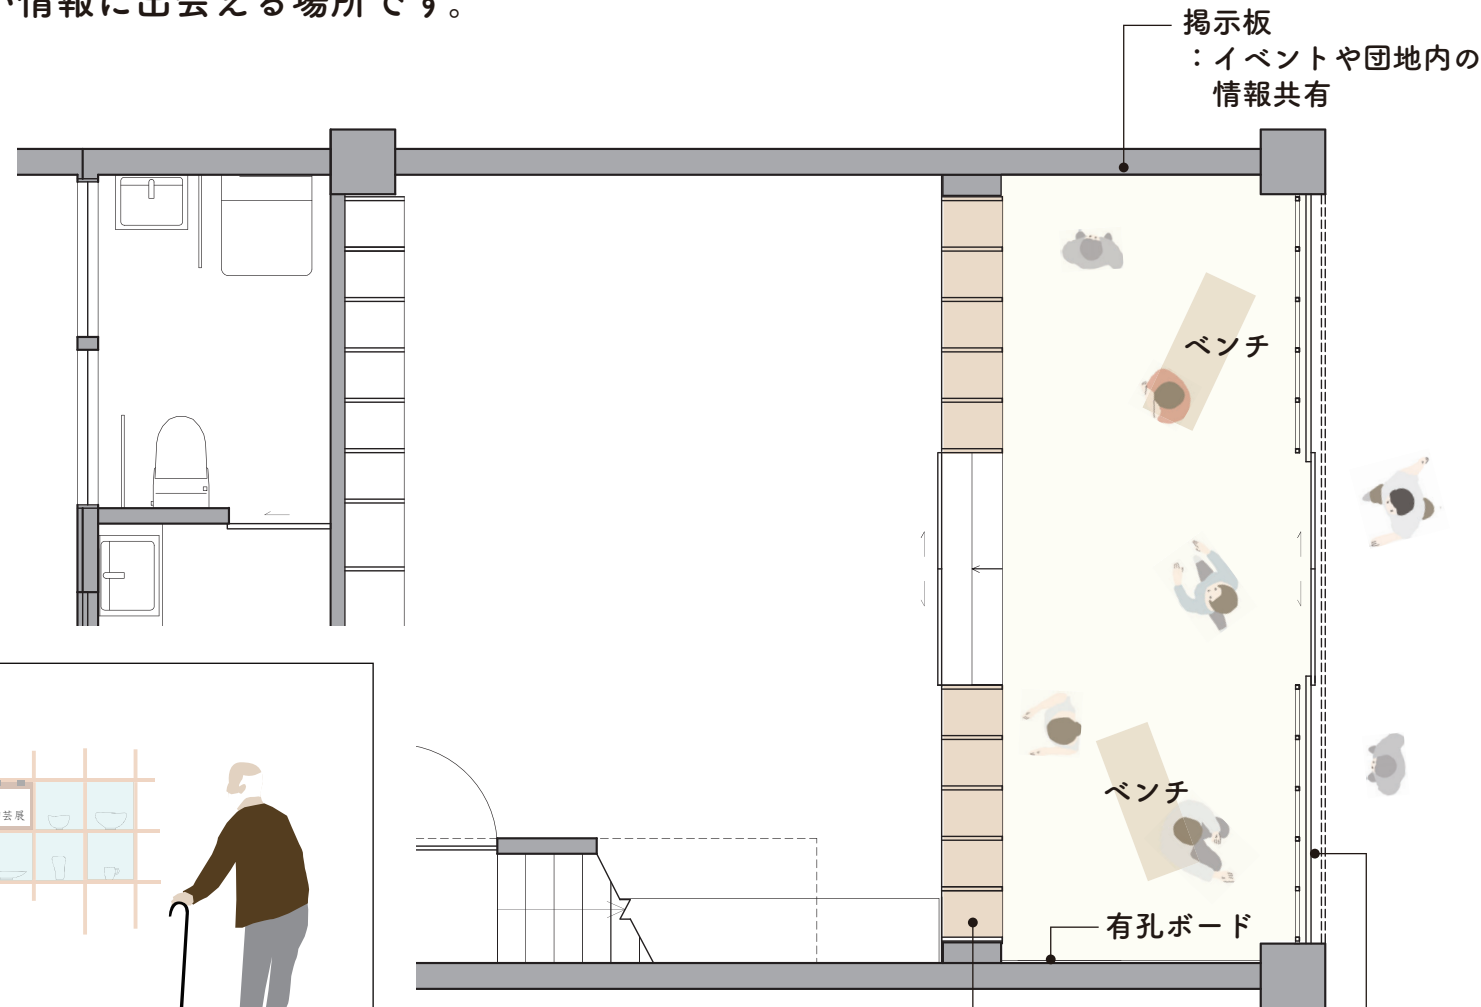 情報に出会える場所です。
掲示板
：イベントや団地内の
情報共有
ベンチ
ベンチ
芸展
有孔ボード